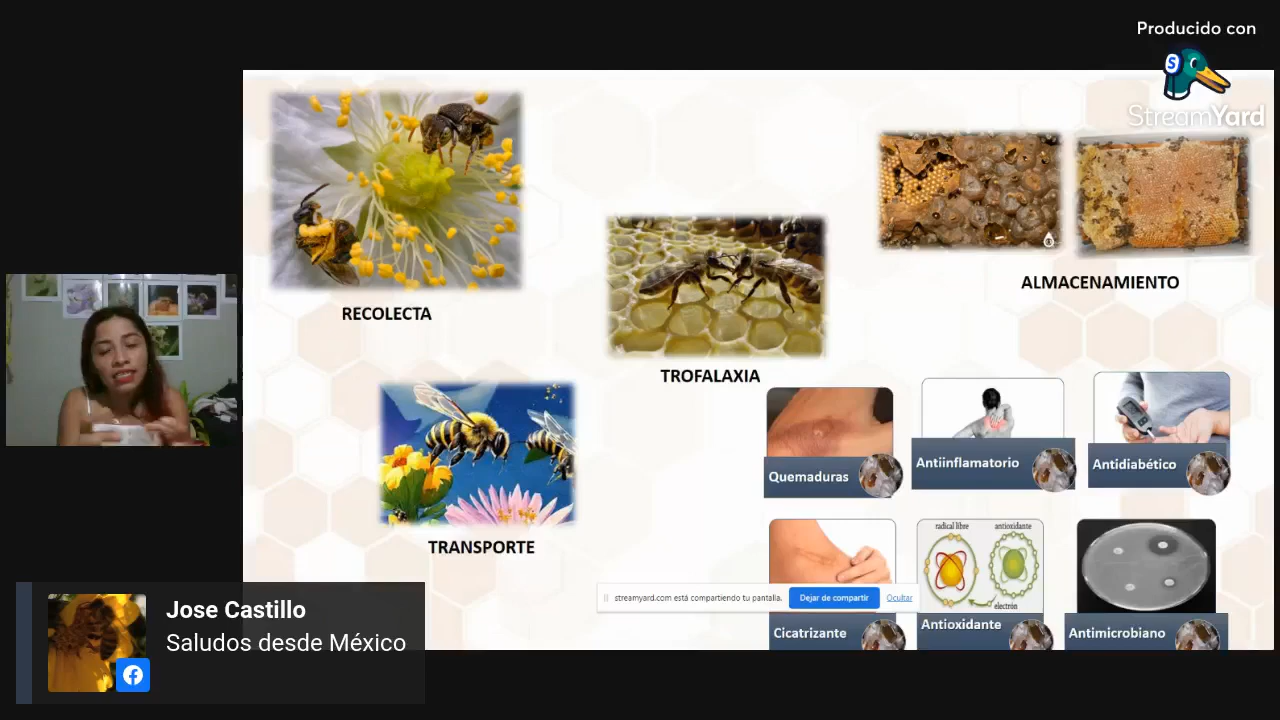 Producido con
StreamYard
RECOLECTA
TROFALAXIA
ALMACENAMIENTO
TRANSPORTE
Quemaduras
Antiinflamatorio
Antidiabético
radical libre
antioxidante
electrón
streamyard.com está compartiendo tu pantalla.
Dejar de compartir
Ocultar
Cicatrizante
Antioxidante
Antimicrobiano
Jose Castillo
Saludos desde México